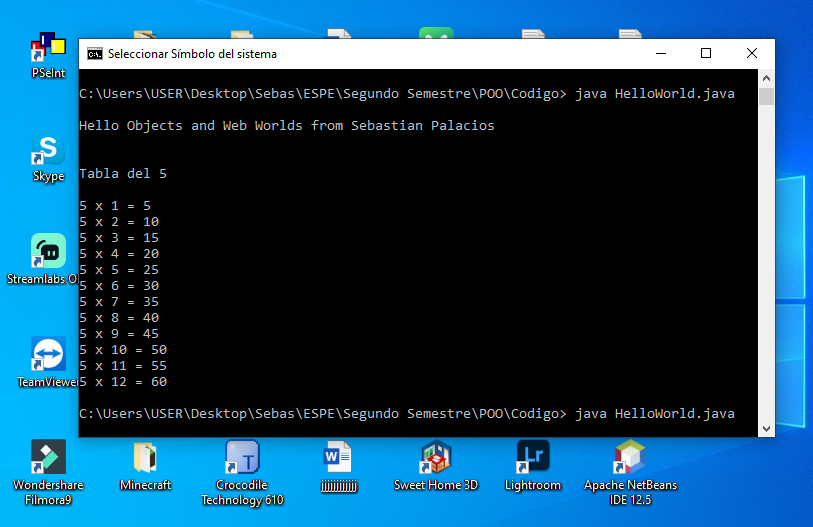 PSeInt
Seleccionar Símbolo del sistema
C:\Users\USER\Desktop\Sebas\ESPE\Segundo Semestre\POO\Codigo> java HelloWorld.java
Hello Objects and Web Worlds from Sebastian Palacios
Tabla del 5
5 x 1 = 5
5 x 2 = 10
5 x 3 = 15
5 x 4 = 20
5 x 5 = 25
5 x 6 = 30
5 x 7 = 35
5 x 8 = 40
5 x 9 = 45
5 x 10 = 50
5 x 11 = 55
5 x 12 = 60
C:\Users\USER\Desktop\Sebas\ESPE\Segundo Semestre\POO\Codigo> java HelloWorld.java
Skype
Streamlabs O
TeamViewer
Wondershare
Filmora9
Minecraft
Crocodile
Technology 610
jjjjjjjjjjj
Sweet Home 3D
Lightroom
Apache NetBeans
IDE 12.5